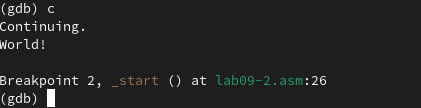 (gdb) c
Continuing.
World!
Breakpoint 2, _start () at lab09-2.asm:26
(gdb)